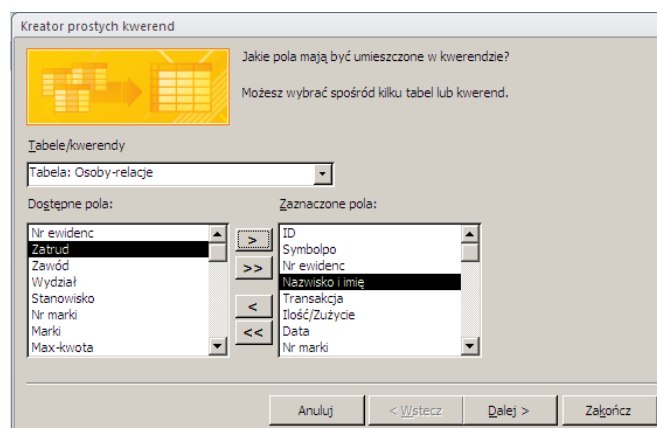 Kreator prostych kwerend
Jakie pola mają być umieszczone w kwerendzie?
Możesz wybrać spośród kilku tabel lub kwerend.
Tabele/kwerendy
Tabela: Osoby-relacje
Dostępne pola:
Zaznaczone pola:
Nr ewidenc
Zatrud
Zawód
Wydział
Stanowisko
Nr marki
Marki
Max-kwota
>
>>
<
<<
ID
Symbolpo
Nr ewidenc
Nazwisko i imię
Transakcja
Ilość/Zużycie
Data
Nr marki
Anuluj
< Wstecz
Dalej >
Zakończ